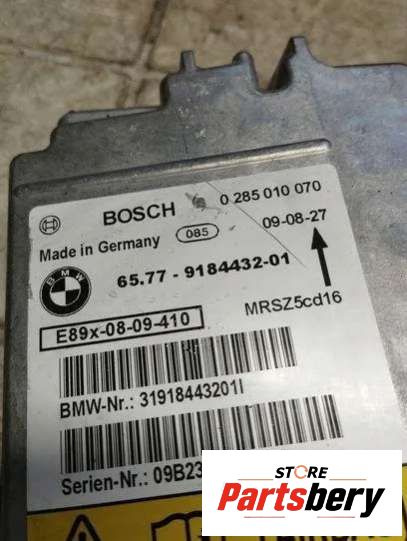 BOSCH 0 285 010 070
Made in Germany 085 09-08-27
BMW 65.77 - 9184432-01
E89x-08-09-410 MRSZ5cd16
BMW-Nr.: 31918443201I
Serien-Nr.: 09B23
STORE
Partsbery